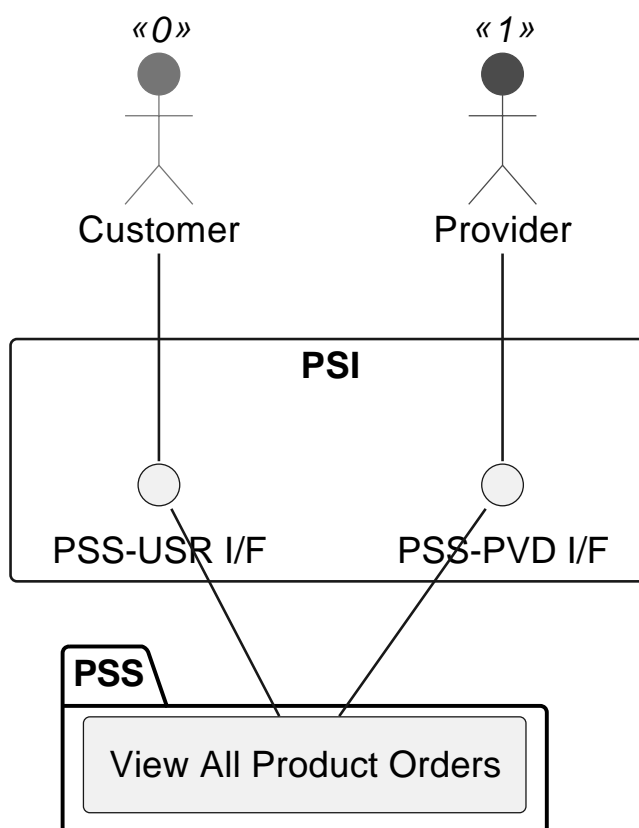 «0»
«1»
Customer
Provider
PSI
PSS-USR I/F
PSS-PVD I/F
PSS
View All Product Orders